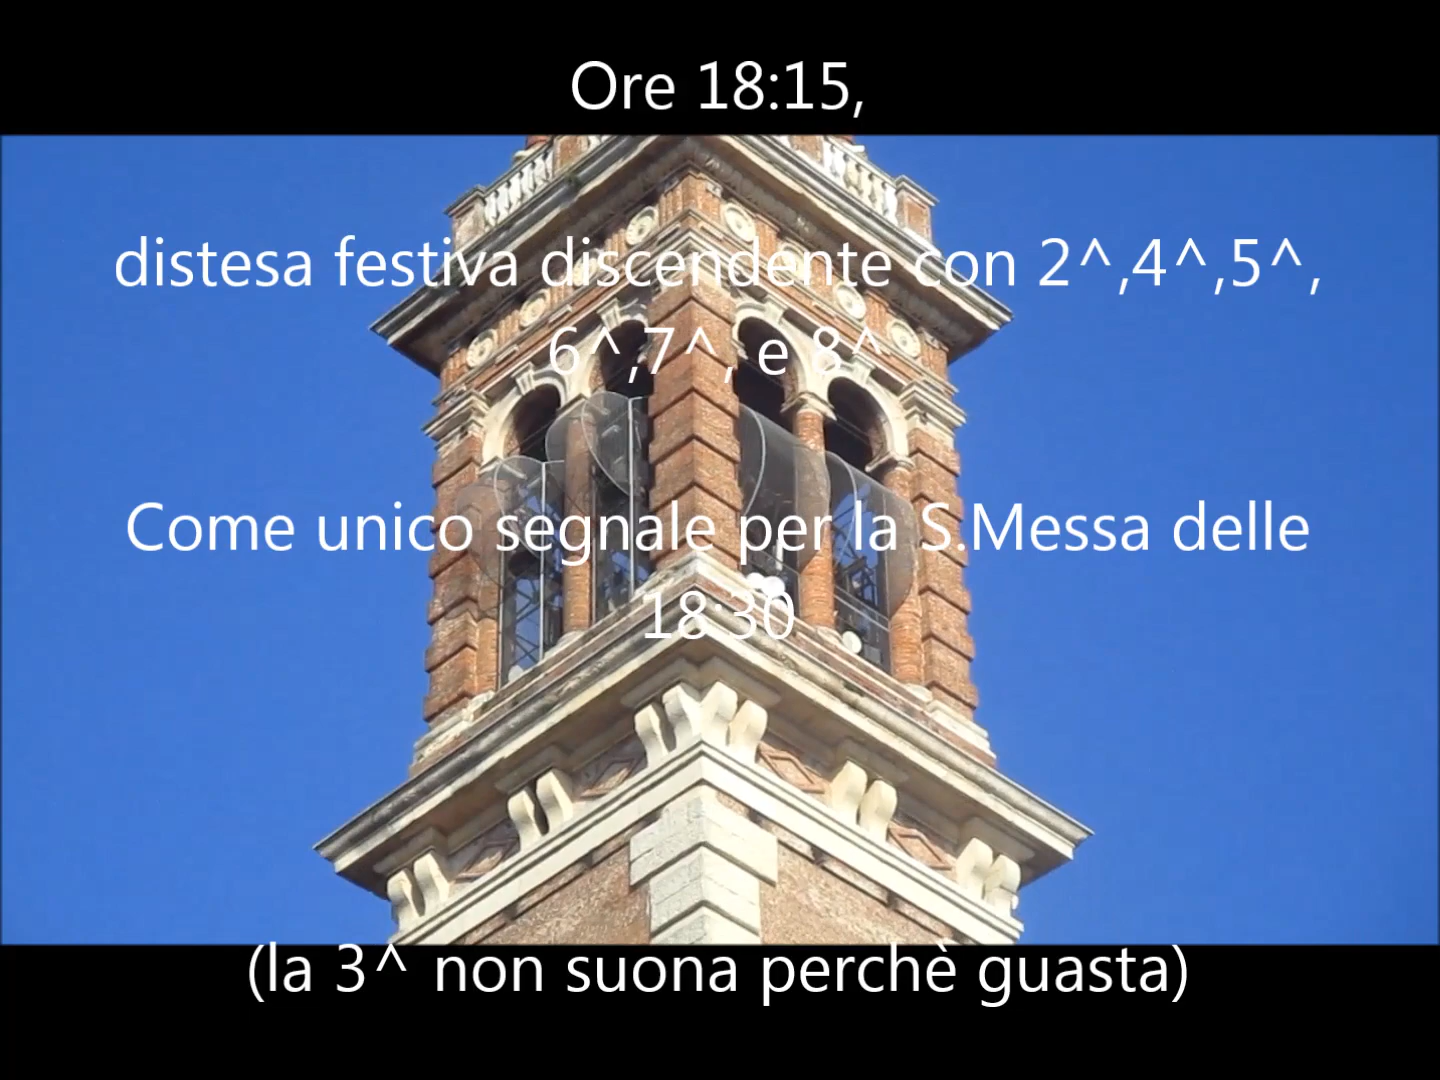 Ore 18:15,
distesa festiva discendente con 2^,4^,5^,
6^,7^, e 8^
Come unico segnale per la S.Messa delle
18:30
(la 3^ non suona perchè guasta)